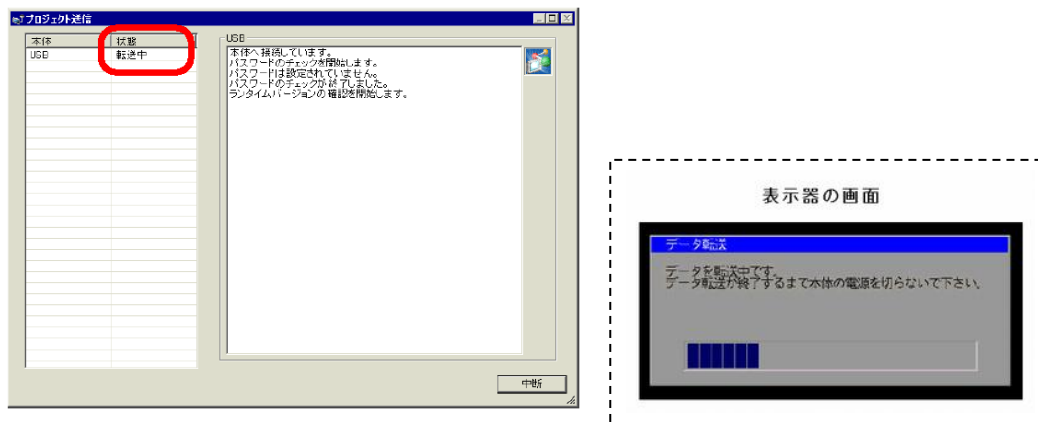 プロジェクト送信
本体 状態
USB 転送中
USB
本体へ接続しています。
パスワードのチェックを開始します。
パスワードは設定されていません。
パスワードのチェックが終了しました。
ランタイムバージョンの確認を開始します。
中断
表示器の画面
データ転送
データを転送中です。
データ転送が終了するまで本体の電源を切らないで下さい。